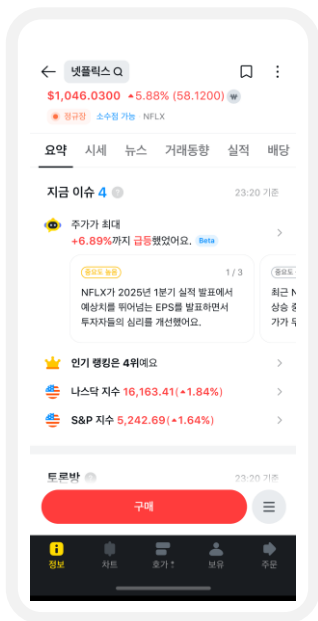 넷플릭스
$1,046.0300 ▲5.88% (58.1200) ₩
정규장 소수점 가능 NFLX
요약 시세 뉴스 거래동향 실적 배당
지금 이슈 4 23:20 기준
주가가 최대
+6.89%까지 급등했었어요. Beta
중요도 높음 1 / 3 중요도
NFLX가 2025년 1분기 실적 발표에서 최근 N
예상치를 뛰어넘는 EPS를 발표하면서 상승
투자자들의 심리를 개선했어요. 가가
인기 랭킹은 4위예요
나스닥 지수 16,163.41(▲1.84%)
S&P 지수 5,242.69(▲1.64%)
토론방 23:20 기준
구매
정보 차트 호가 보유 주문